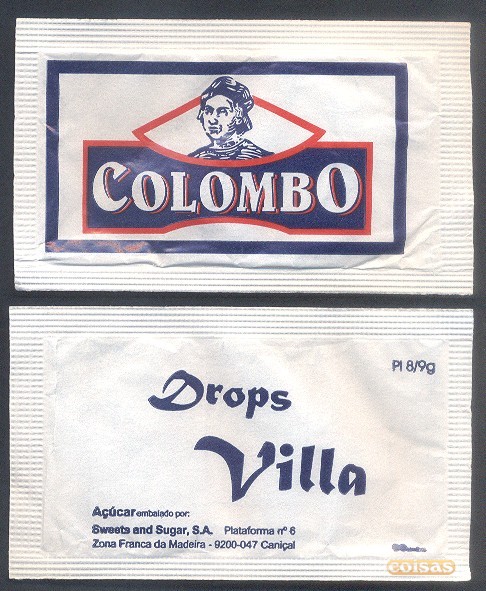 COLOMBO
PI 8/9g
Drops
Villa
Açúcar embalado por:
Sweets and Sugar, S.A. Plataforma nº 6
Zona Franca da Madeira - 9200-047 Caniçal
coisas